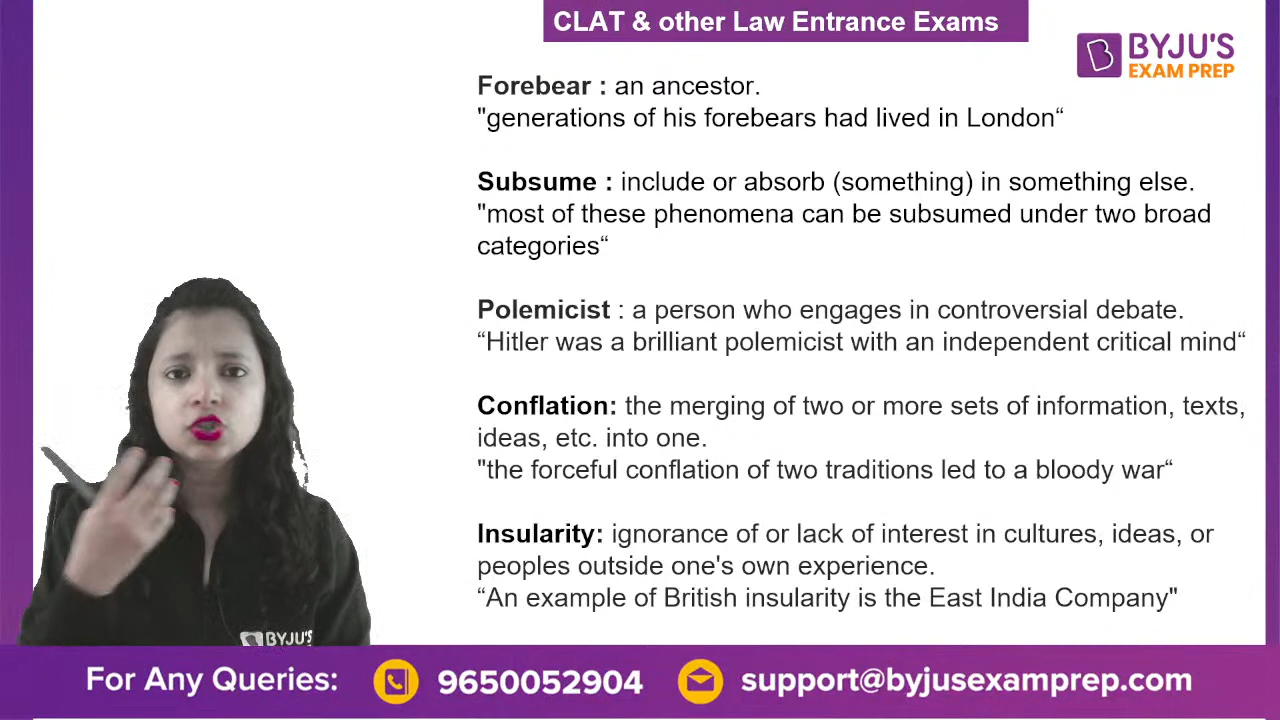 CLAT & other Law Entrance Exams
BYJU'S
EXAM PREP
Forebear : an ancestor.
"generations of his forebears had lived in London“
Subsume : include or absorb (something) in something else.
"most of these phenomena can be subsumed under two broad
categories“
Polemicist : a person who engages in controversial debate.
“Hitler was a brilliant polemicist with an independent critical mind“
Conflation: the merging of two or more sets of information, texts,
ideas, etc. into one.
"the forceful conflation of two traditions led to a bloody war“
Insularity: ignorance of or lack of interest in cultures, ideas, or
peoples outside one's own experience.
“An example of British insularity is the East India Company"
BYJU'S
For Any Queries: 9650052904 support@byjusexamprep.com